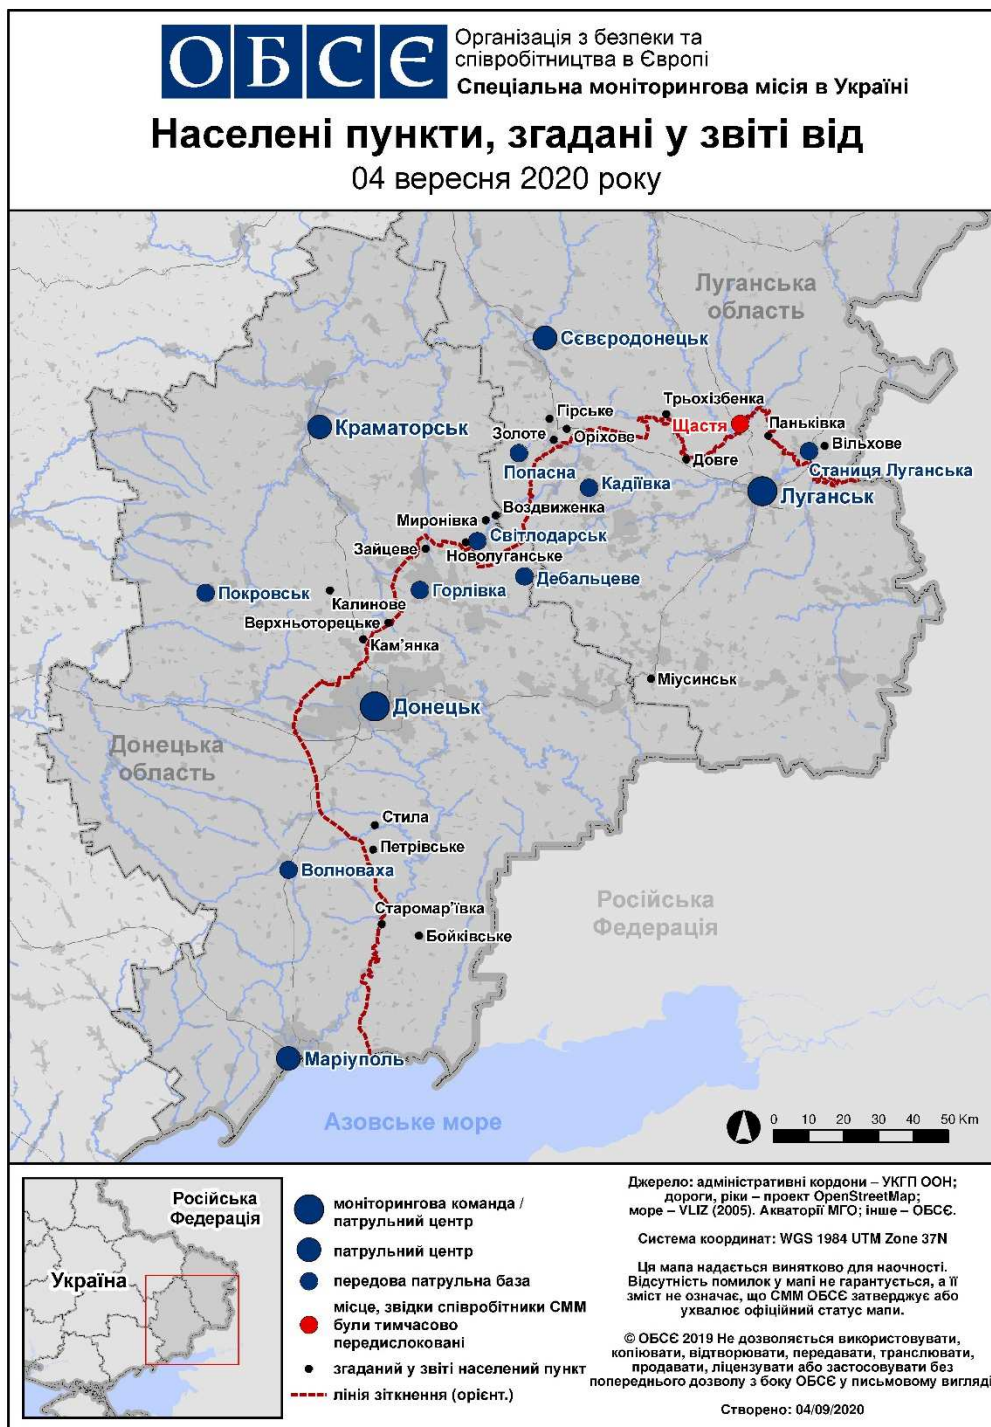 ОБСЄ
Організація з безпеки та
співробітництва в Європі
Спеціальна моніторингова місія в Україні
Населені пункти, згадані у звіті від
04 вересня 2020 року
Луганська
область
Сєвєродонецьк
Трьохізбенка
Гірське
Щастя
Паньківка
Краматорськ
Золоте
Оріхове
Вільхове
Довге
Попасна
Станиця Луганська
Кадіївка
Луганськ
Воздвиженка
Миронівка
Світлодарськ
Зайцеве
Новолуганське
Дебальцеве
Покровськ
Горлівка
Калинове
Верхньоторецьке
Кам'янка
Міусинськ
Донецьк
Донецька
область
Стила
Петрівське
Волноваха
Російська
Федерація
Старомар'ївка
Бойківське
Маріуполь
Азовське море
0 10 20 30 40 50 Km
Російська
Федерація
Україна
моніторингова команда /
патрульний центр
патрульний центр
передова патрульна база
місце, звідки співробітники СММ
були тимчасово
передислоковані
згаданий у звіті населений пункт
лінія зіткнення (орієнт.)
Джерело: адміністративні кордони – УКГП ООН;
дороги, ріки – проект OpenStreetMap;
море – VLIZ (2005). Акваторії МГО; інше – ОБСЄ.
Система координат: WGS 1984 UTM Zone 37N
Ця мапа надається винятково для наочності.
Відсутність помилок у мапі не гарантується, а її
зміст не означає, що СММ ОБСЄ затверджує або
ухвалює офіційний статус мапи.
© ОБСЄ 2019 Не дозволяється використовувати,
копіювати, відтворювати, передавати, транслювати,
продавати, ліцензувати або застосовувати без
попереднього дозволу з боку ОБСЄ у письмовому вигляді
Створено: 04/09/2020